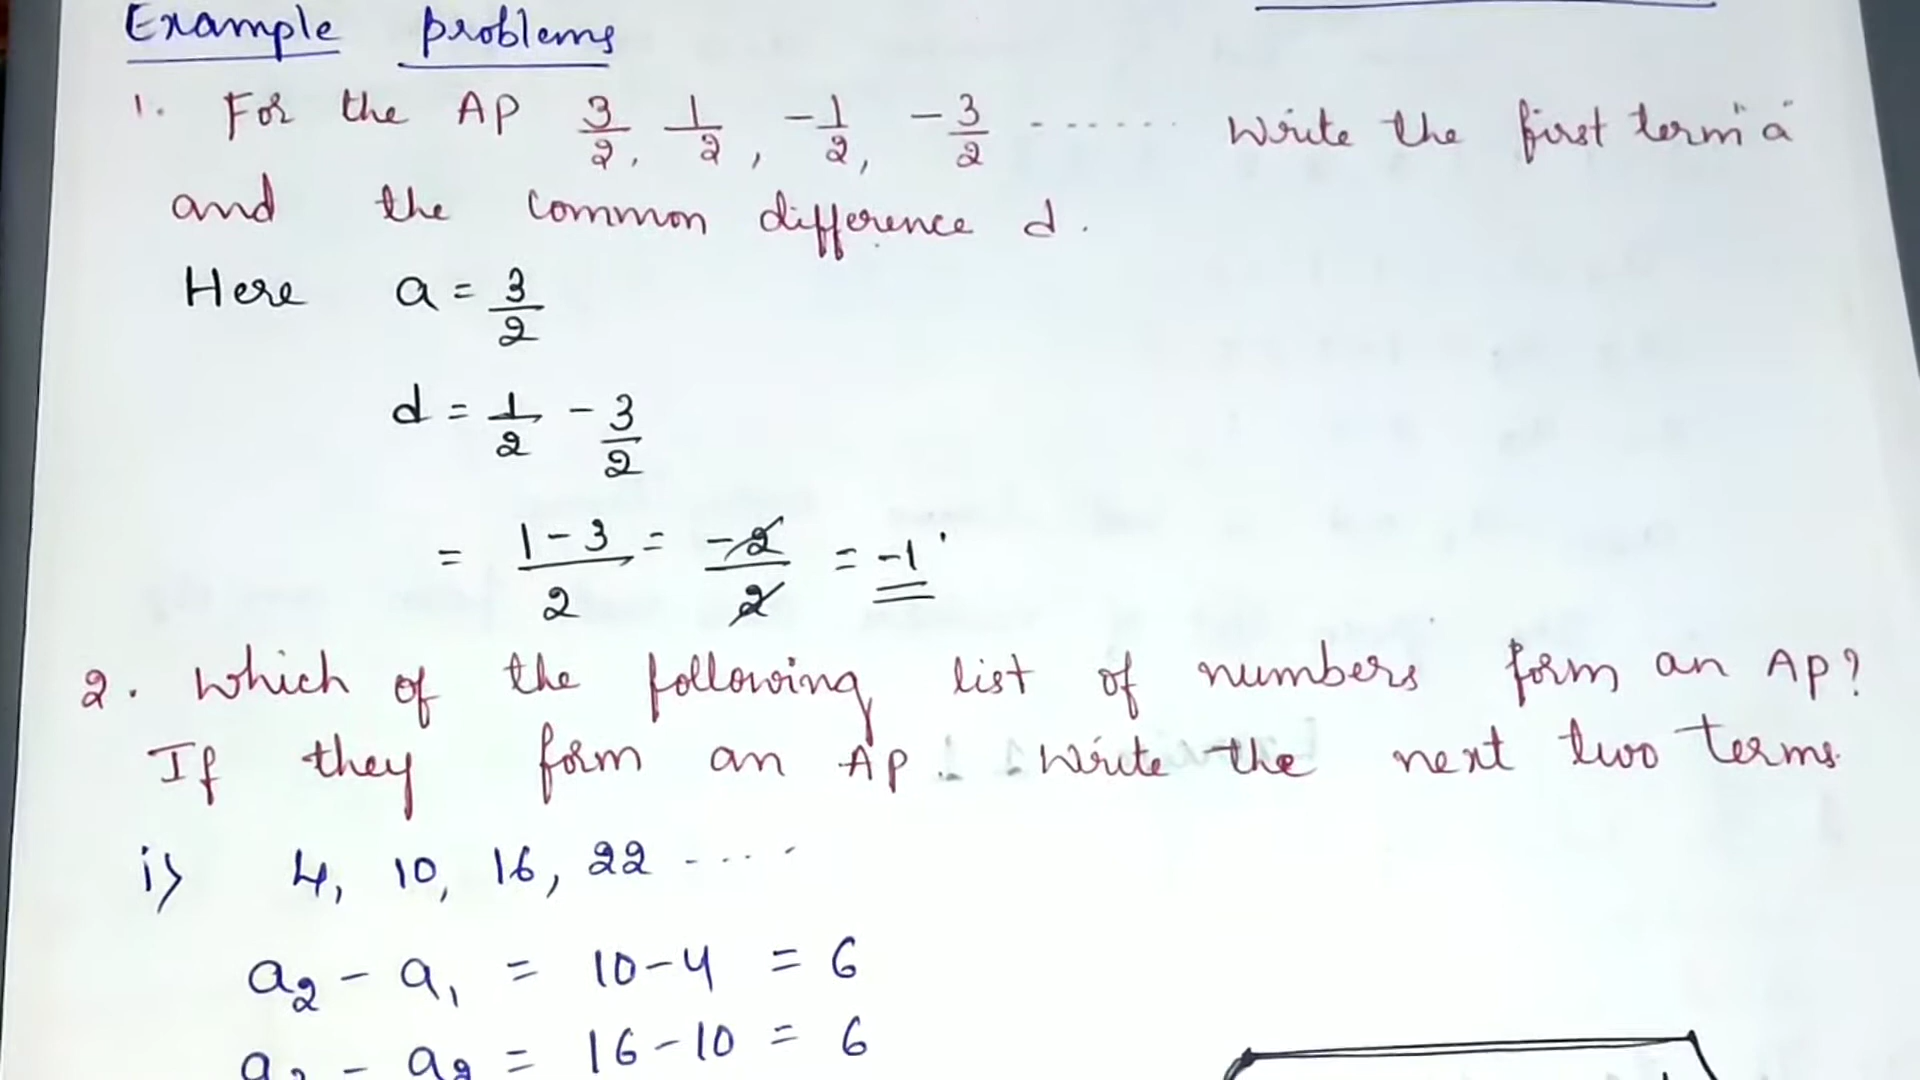 Example problems
1. For the AP 3/2, 1/2, -1/2, -3/2 ...... Write the first term "a"
and the common difference d.
Here a = 3/2
d = 1/2 - 3/2
= 1-3/2 = -2/2 = -1
2. Which of the following list of numbers form an AP?
If they form an AP. Write the next two terms.
i) 4, 10, 16, 22 ....
a2 - a1 = 10-4 = 6
a3 - a2 = 16-10 = 6